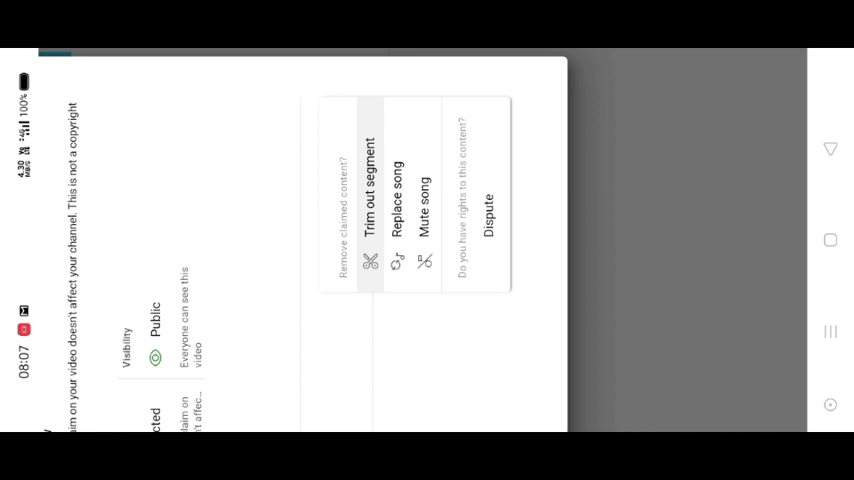 08:07
4.30 MB/S
100%
aim on your video doesn't affect your channel. This is not a copyright
Visibility
Public
Everyone can see this
video
cted
laim on
't affec...
Remove claimed content?
Trim out segment
Replace song
Mute song
Do you have rights to this content?
Dispute